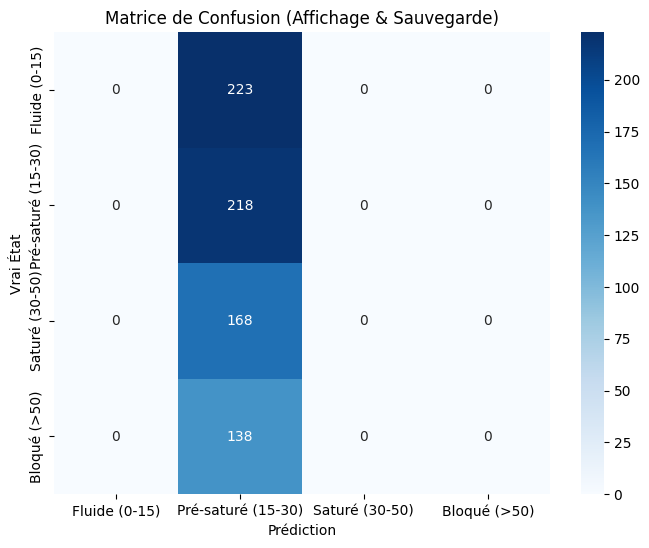 Matrice de Confusion (Affichage & Sauvegarde)
Vrai État
Fluide (0-15)
0 223 0 0
Pré-saturé (15-30)
0 218 0 0
Saturé (30-50)
0 168 0 0
Bloqué (>50)
0 138 0 0
Fluide (0-15) Pré-saturé (15-30) Saturé (30-50) Bloqué (>50)
Prédiction
200
175
150
125
100
75
50
25
0